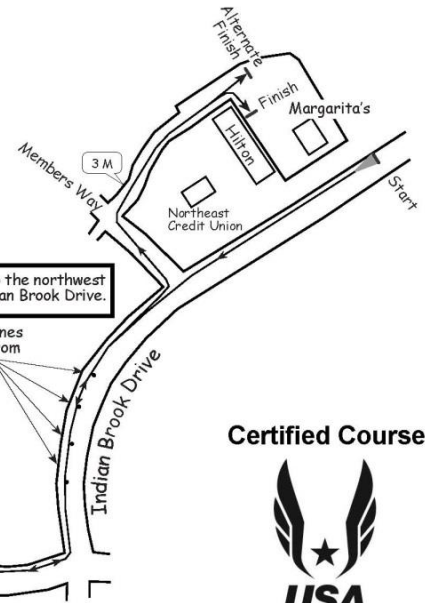 Alternate
Finish
Finish
Margarita's
Hilton
3 M
Members Way
Northeast
Credit Union
Start
the northwest
an Brook Drive.
nes
om
Indian Brook Drive
Certified Course
USA